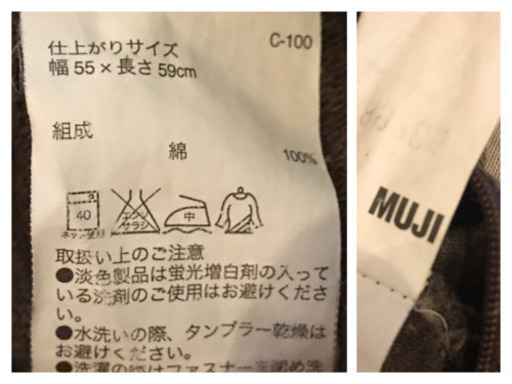 仕上がりサイズ C-100
幅 55 × 長さ 59cm
組成
綿 100%
40 中
取扱い上のご注意
●淡色製品は蛍光増白剤の入って
いる洗剤のご使用はお避けくださ
い。
●水洗いの際、タンブラー乾燥は
お避けください。
MUJI